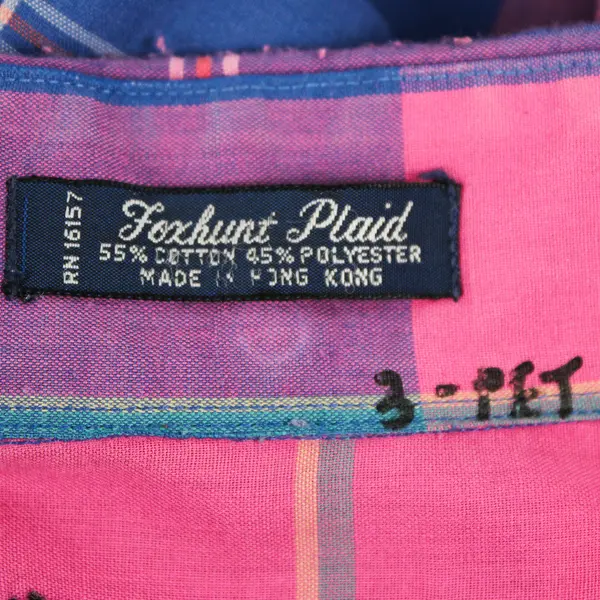 RN 16157
Foxhunt Plaid
55% COTTON 45% POLYESTER
MADE IN HONG KONG
3-PET